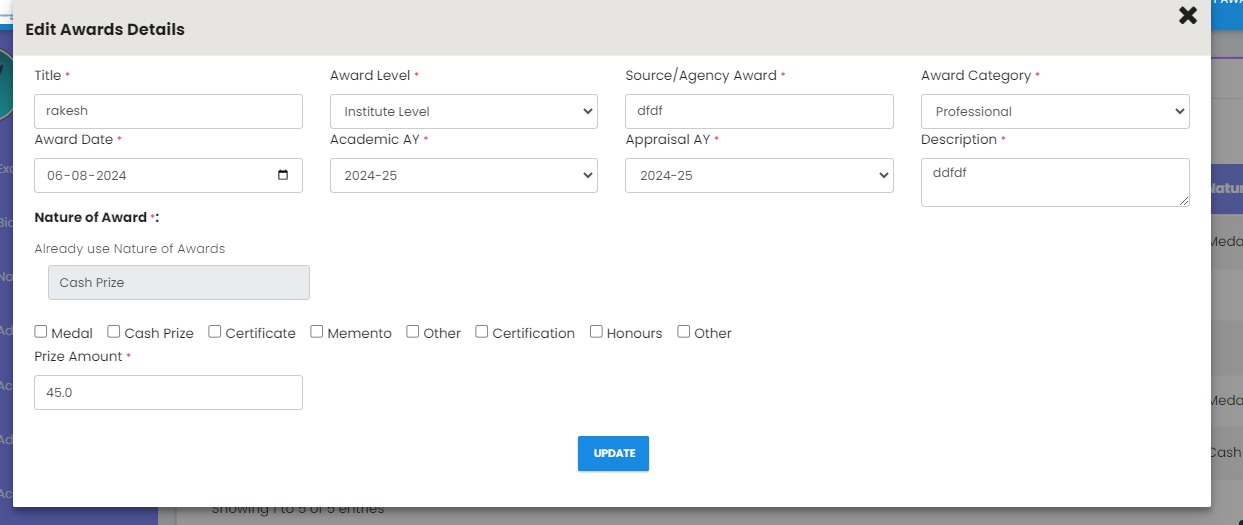 Edit Awards Details
Title *
Award Level *
Source/Agency Award *
Award Category *
rakesh
Institute Level
dfdf
Professional
Award Date *
Academic AY *
Appraisal AY *
Description *
06-08-2024
2024-25
2024-25
ddfdf
Nature of Award *:
Already use Nature of Awards
Cash Prize
Medal
Cash Prize
Certificate
Memento
Other
Certification
Honours
Other
Prize Amount *
45.0
UPDATE
Showing 1 to 5 of 5 entries